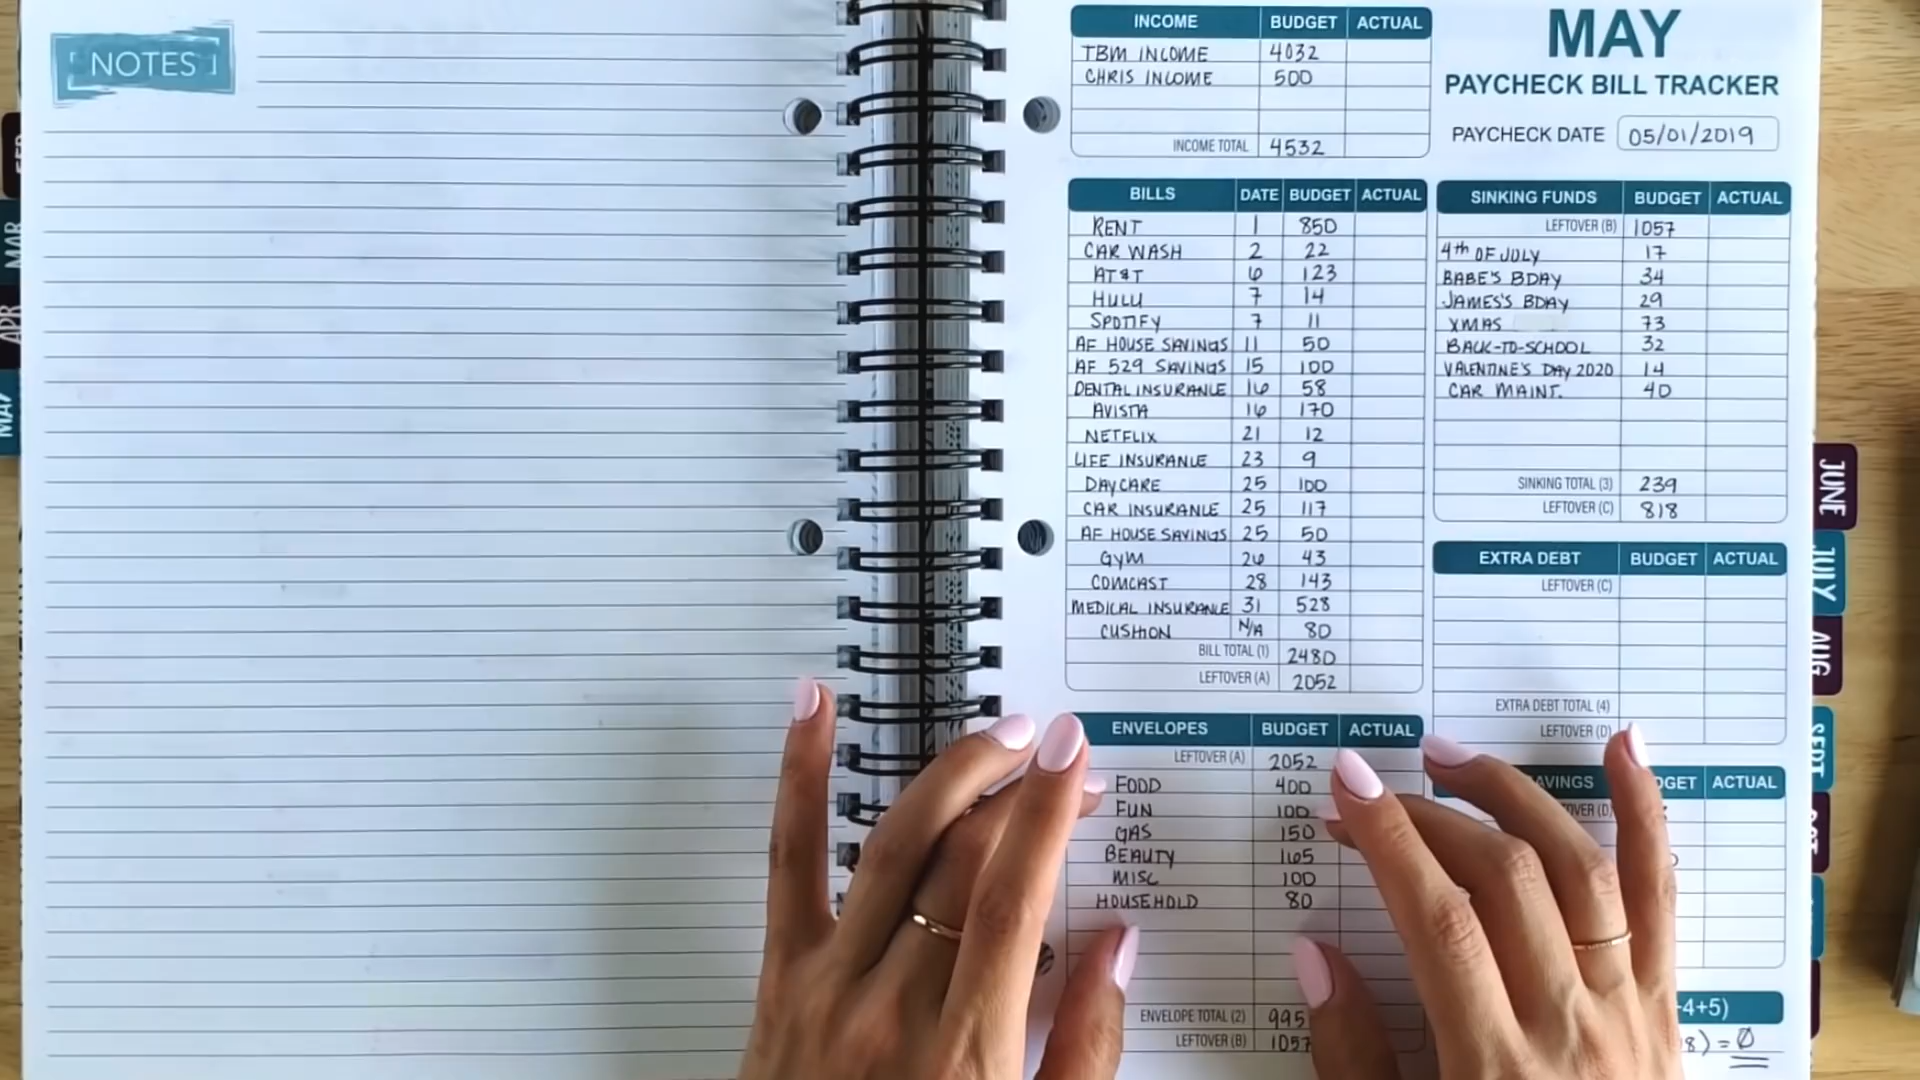 NOTES
INCOME BUDGET ACTUAL
TBM INCOME 4032
CHRIS INCOME 500
INCOME TOTAL 4532
MAY
PAYCHECK BILL TRACKER
PAYCHECK DATE 05/01/2019
BILLS DATE BUDGET ACTUAL
RENT 1 850
CAR WASH 2 22
AT&T 6 123
HULU 7 14
SPOTIFY 7 11
AF HOUSE SAVINGS 11 50
AF 529 SAVINGS 15 100
DENTAL INSURANCE 16 58
AVISTA 16 170
NETFLIX 21 12
LIFE INSURANCE 23 9
DAYCARE 25 100
CAR INSURANCE 25 117
AF HOUSE SAVINGS 25 50
GYM 26 43
COMCAST 28 143
MEDICAL INSURANCE 31 528
CUSHION N/A 80
BILL TOTAL (1) 2480
LEFTOVER (A) 2052
ENVELOPES BUDGET ACTUAL
LEFTOVER (A) 2052
FOOD 400
FUN 100
GAS 150
BEAUTY 165
MISC 100
HOUSEHOLD 80
ENVELOPE TOTAL (2) 995
LEFTOVER (B) 1057
SINKING FUNDS BUDGET ACTUAL
LEFTOVER (B) 1057
4th OF JULY 17
BABE'S BDAY 34
JAMES'S BDAY 29
XMAS 73
BACK-TO-SCHOOL 32
VALENTINE'S DAY 2020 14
CAR MAINT. 40
SINKING TOTAL (3) 239
LEFTOVER (C) 818
EXTRA DEBT BUDGET ACTUAL
LEFTOVER (C)
EXTRA DEBT TOTAL (4)
LEFTOVER (D)
AVINGS DGET ACTUAL
OVER (D)
-4+5)
8) = 0
MAR
APR
MAY
JUNE
JULY
AUG
SEPT